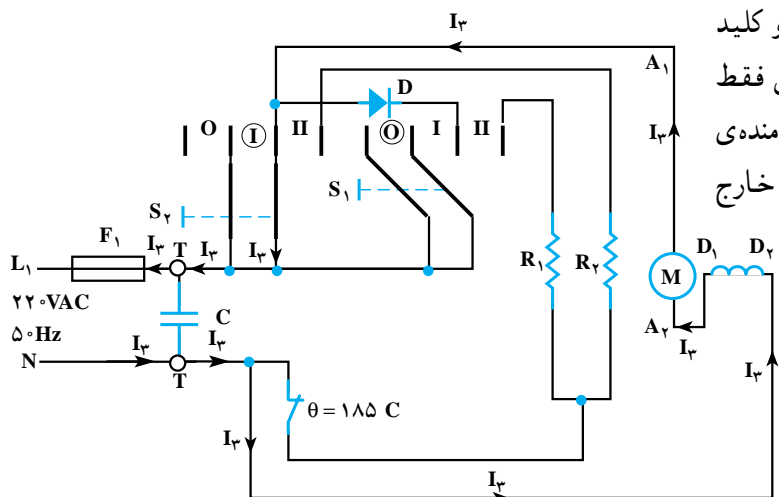 و کلید
فقط
منده‌ی
خارج
I۳
A۱
D
O I II O I II
I۳
S۱
S۲
F۱
L۱ I۳ T I۳ I۳
R۱ R۲ M D۱ D۲
۲۲۰VAC
C
A۲
۵۰Hz
I۳
N I۳ T I۳
I۳
θ = ۱۸۵ C
I۳
I۳